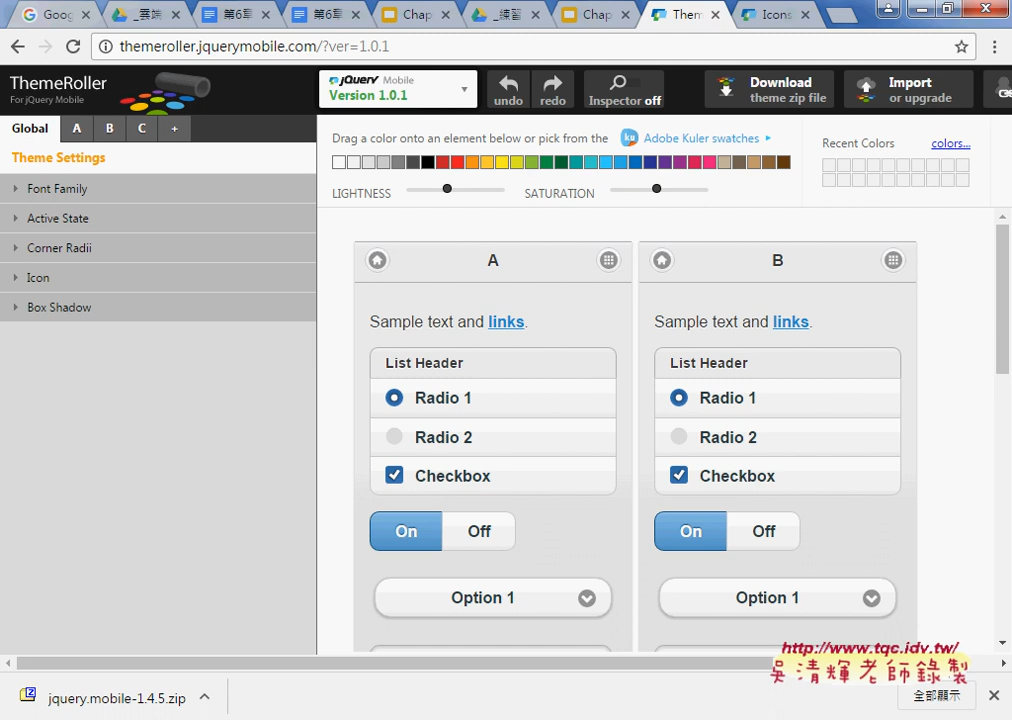 Goog
_雲端
第6章
第6章
Chap
_練習
Chap
Them
Icons
themeroller.jquerymobile.com/?ver=1.0.1
ThemeRoller
For jQuery Mobile
jQuery Mobile
Version 1.0.1
undo
redo
Inspector off
Download
theme zip file
Import
or upgrade
Global
A
B
C
+
Drag a color onto an element below or pick from the
ku
Adobe Kuler swatches
Recent Colors
colors...
LIGHTNESS
SATURATION
Theme Settings
Font Family
Active State
Corner Radii
Icon
Box Shadow
A
Sample text and links.
List Header
Radio 1
Radio 2
Checkbox
On
Off
Option 1
B
Sample text and links.
List Header
Radio 1
Radio 2
Checkbox
On
Off
Option 1
http://www.tqc.idv.tw/
吳清輝老師錄製
jquery.mobile-1.4.5.zip
全部顯示